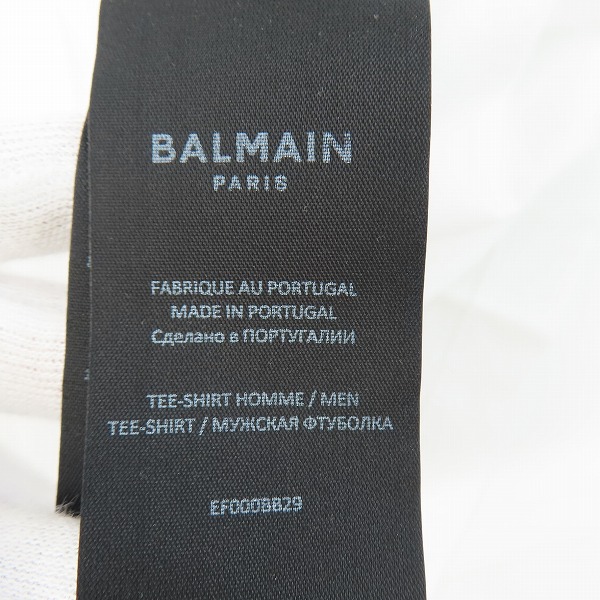 BALMAIN
PARIS
FABRIQUE AU PORTUGAL
MADE IN PORTUGAL
Сделано в ПОРТУГАЛИИ
TEE-SHIRT HOMME / MEN
TEE-SHIRT / МУЖСКАЯ ФТУБОЛКА
EF000BB29